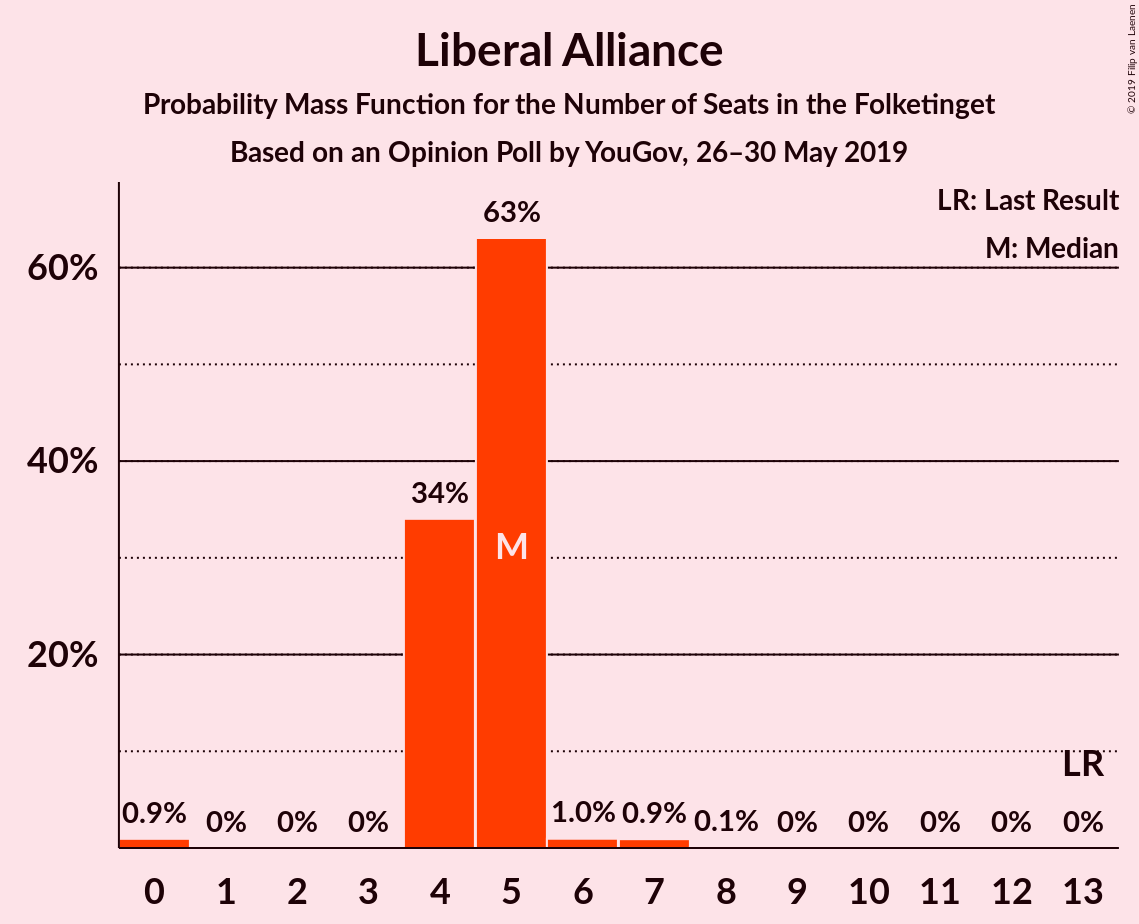 Liberal Alliance
Probability Mass Function for the Number of Seats in the Folketinget
Based on an Opinion Poll by YouGov, 26–30 May 2019
© 2019 Filip van Laenen
LR: Last Result
M: Median
60%
40%
20%
0.9%
0%
0%
0%
34%
63%
M
1.0%
0.9%
0.1%
0%
0%
0%
0%
LR
0%
0 1 2 3 4 5 6 7 8 9 10 11 12 13